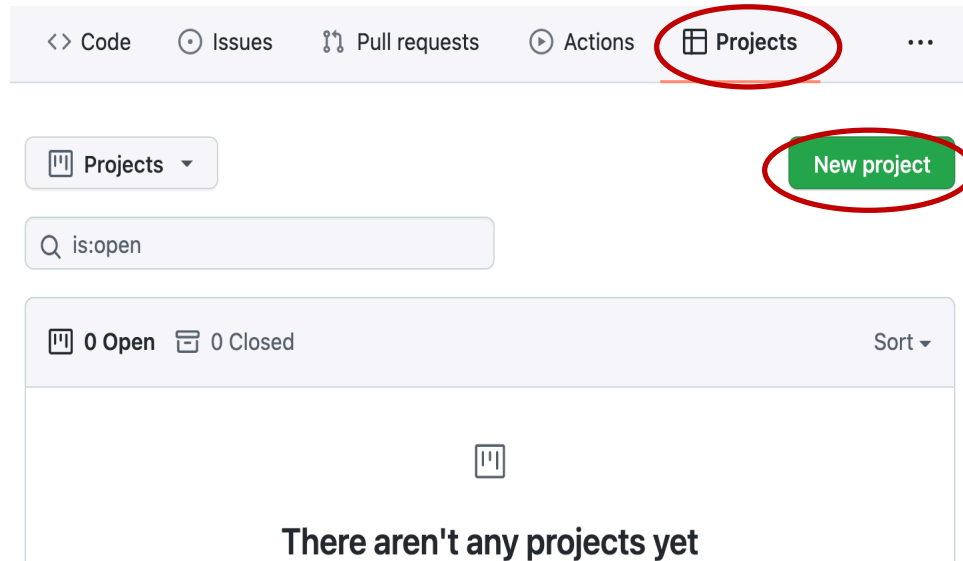 Code Issues Pull requests Actions Projects ...
Projects New project
is:open
0 Open 0 Closed Sort
There aren't any projects yet